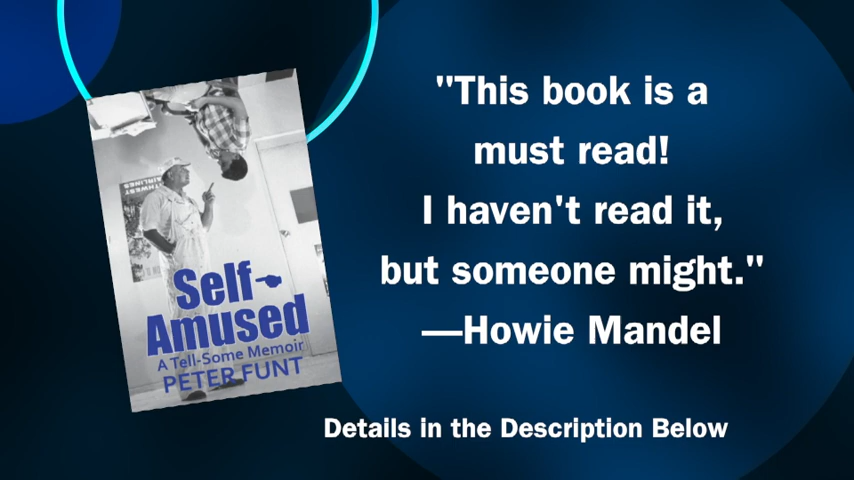 "This book is a
must read!
I haven't read it,
but someone might."
—Howie Mandel
Self-
Amused
A Tell-Some Memoir
PETER FUNT
Details in the Description Below